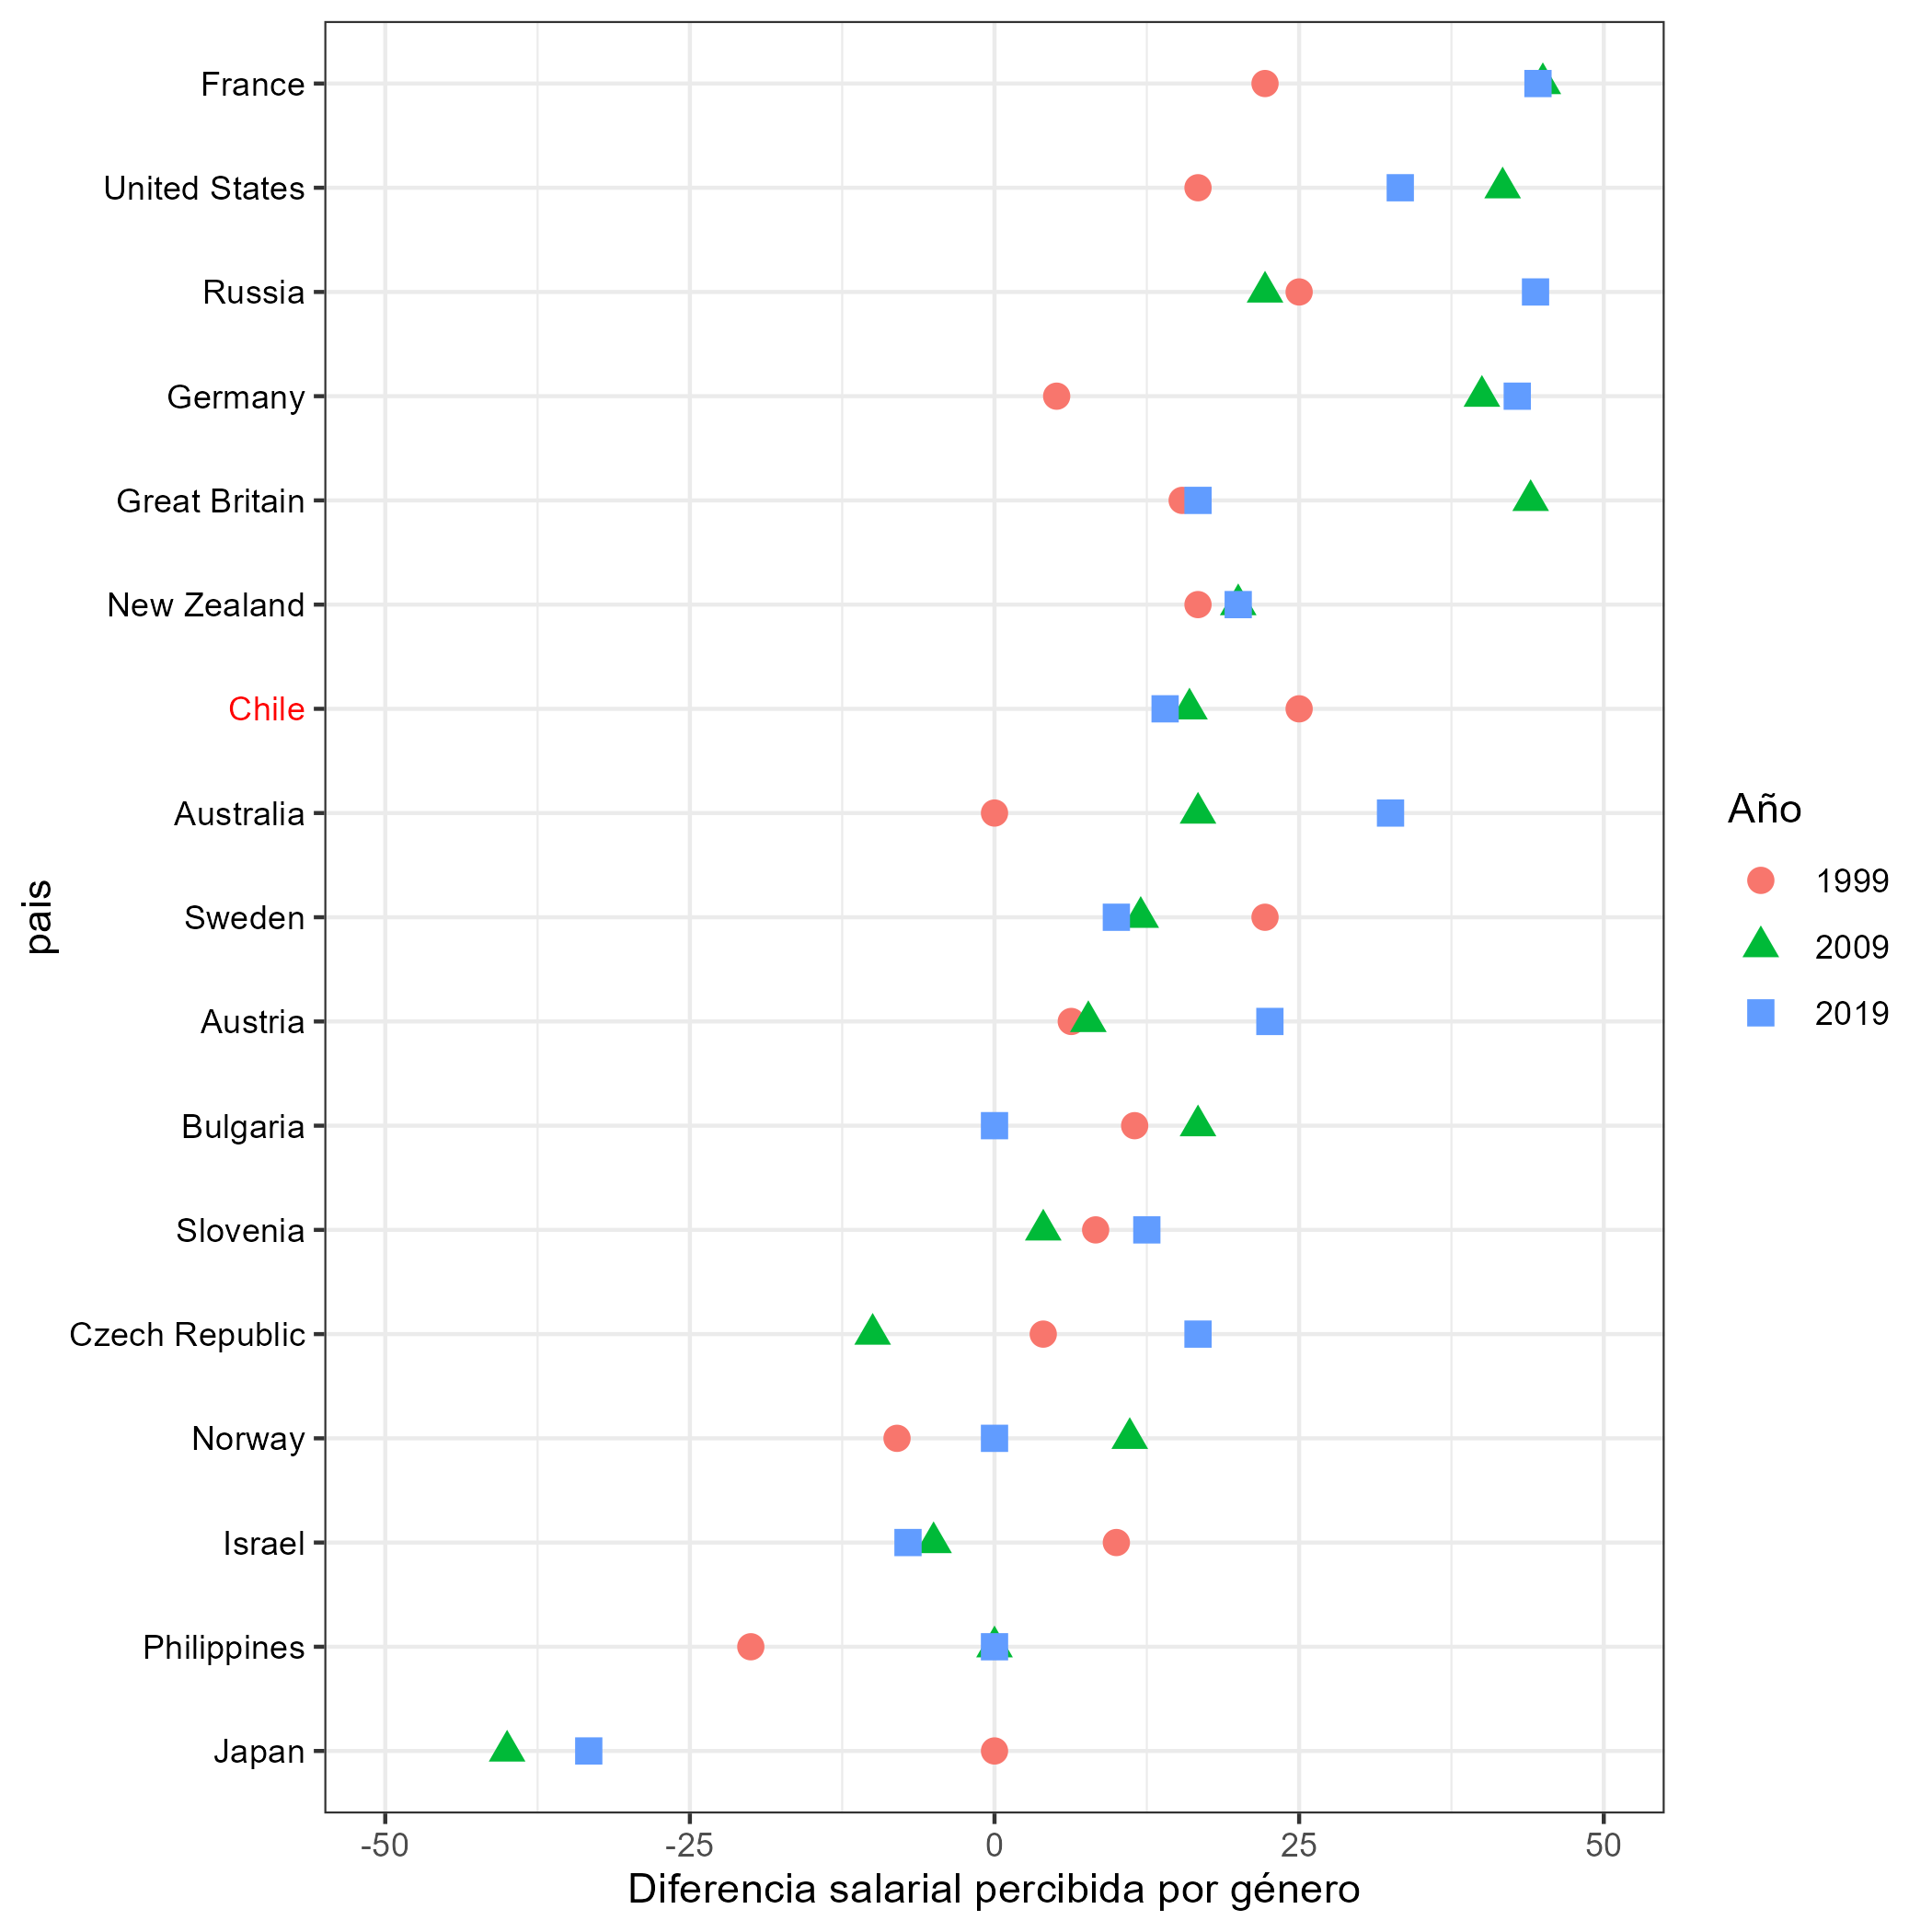 France
United States
Russia
Germany
Great Britain
New Zealand
Chile
Australia
Sweden
Austria
Bulgaria
Slovenia
Czech Republic
Norway
Israel
Philippines
Japan
pais
-50 -25 0 25 50
Diferencia salarial percibida por género
Año
1999
2009
2019